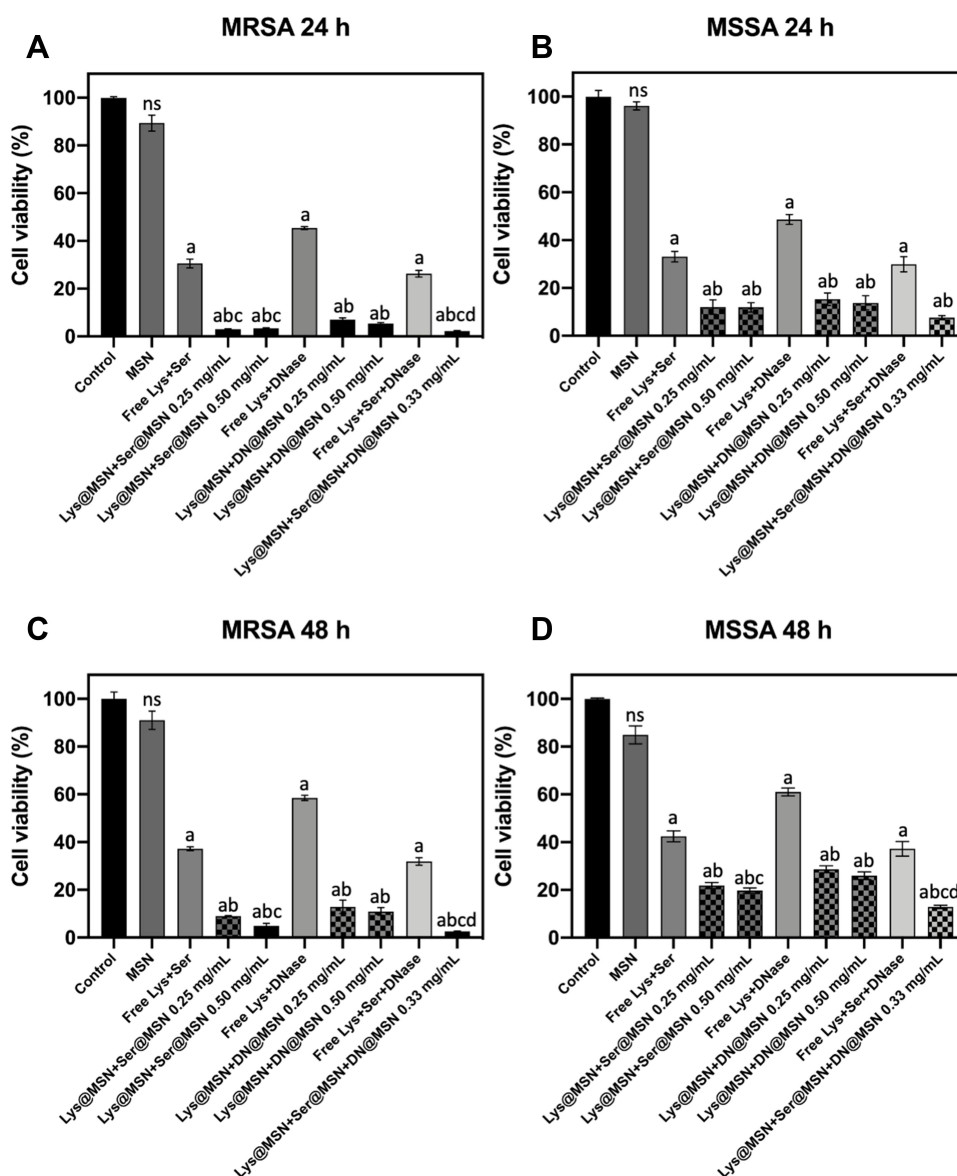 A
MRSA 24 h
Cell viability (%)
100
80
60
40
20
0
ns
a
abc
abc
a
ab
ab
a
abcd
Control
MSN
Free Lys+Ser
Lys@MSN+Ser@MSN 0.25 mg/mL
Lys@MSN+Ser@MSN 0.50 mg/mL
Free Lys+DNase
Lys@MSN+DN@MSN 0.25 mg/mL
Lys@MSN+DN@MSN 0.50 mg/mL
Free Lys+Ser+DNase
Lys@MSN+Ser@MSN+DN@MSN 0.33 mg/mL
B
MSSA 24 h
Cell viability (%)
100
80
60
40
20
0
ns
a
ab
ab
a
ab
ab
a
ab
Control
MSN
Free Lys+Ser
Lys@MSN+Ser@MSN 0.25 mg/mL
Lys@MSN+Ser@MSN 0.50 mg/mL
Free Lys+DNase
Lys@MSN+DN@MSN 0.25 mg/mL
Lys@MSN+DN@MSN 0.50 mg/mL
Free Lys+Ser+DNase
Lys@MSN+Ser@MSN+DN@MSN 0.33 mg/mL
C
MRSA 48 h
Cell viability (%)
100
80
60
40
20
0
ns
a
ab
abc
a
ab
ab
a
abcd
Control
MSN
Free Lys+Ser
Lys@MSN+Ser@MSN 0.25 mg/mL
Lys@MSN+Ser@MSN 0.50 mg/mL
Free Lys+DNase
Lys@MSN+DN@MSN 0.25 mg/mL
Lys@MSN+DN@MSN 0.50 mg/mL
Free Lys+Ser+DNase
Lys@MSN+Ser@MSN+DN@MSN 0.33 mg/mL
D
MSSA 48 h
Cell viability (%)
100
80
60
40
20
0
ns
a
ab
abc
a
ab
ab
a
abcd
Control
MSN
Free Lys+Ser
Lys@MSN+Ser@MSN 0.25 mg/mL
Lys@MSN+Ser@MSN 0.50 mg/mL
Free Lys+DNase
Lys@MSN+DN@MSN 0.25 mg/mL
Lys@MSN+DN@MSN 0.50 mg/mL
Free Lys+Ser+DNase
Lys@MSN+Ser@MSN+DN@MSN 0.33 mg/mL